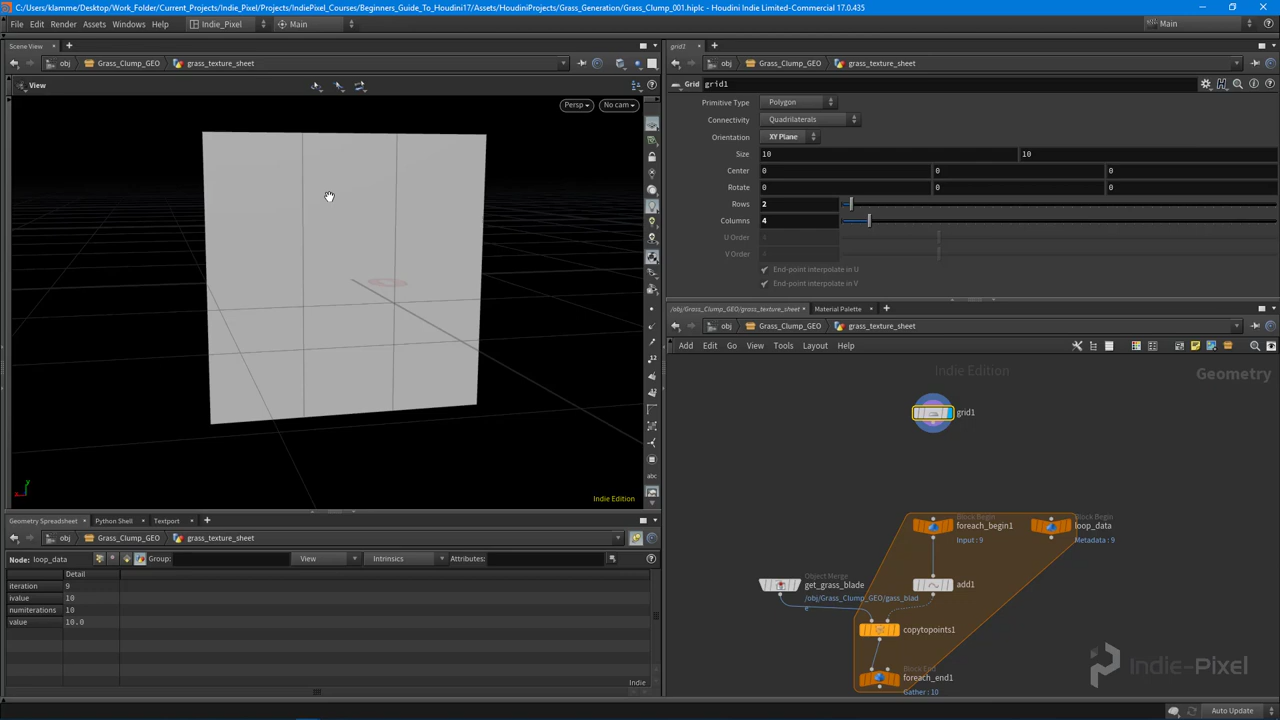 C:/Users/klamme/Desktop/Work_Folder/Current_Projects/Indie_Pixel/Projects/IndiePixel_Courses/Beginners_Guide_To_Houdini17/Assets/HoudiniProjects/Grass_Generation/Grass_Clump_001.hiplc - Houdini Indie Limited-Commercial 17.0.435
File Edit Render Assets Windows Help Indie_Pixel Main Main
Scene View
obj Grass_Clump_GEO grass_texture_sheet
View
Persp No cam
Indie Edition
Geometry Spreadsheet Python Shell Textport
obj Grass_Clump_GEO grass_texture_sheet
Node: loop_data Group: View Intrinsics Attributes:
Detail
iteration 9
ivalue 10
numiterations 10
value 10.0
Indie
grid1
obj Grass_Clump_GEO grass_texture_sheet
Grid grid1
Primitive Type Polygon
Connectivity Quadrilaterals
Orientation XY Plane
Size 10 10
Center 0 0 0
Rotate 0 0 0
Rows 2
Columns 4
U Order 4
V Order 4
End-point interpolate in U
End-point interpolate in V
/obj/Grass_Clump_GEO/grass_texture_sheet Material Palette
obj Grass_Clump_GEO grass_texture_sheet
Add Edit Go View Tools Layout Help
Indie Edition
Geometry
grid1
Block Begin
foreach_begin1
Input : 9
Block Begin
loop_data
Metadata : 9
Object Merge
get_grass_blade
/obj/Grass_Clump_GEO/gass_blad
e
add1
copytopoints1
Block End
foreach_end1
Gather : 10
Indie-Pixel
Auto Update